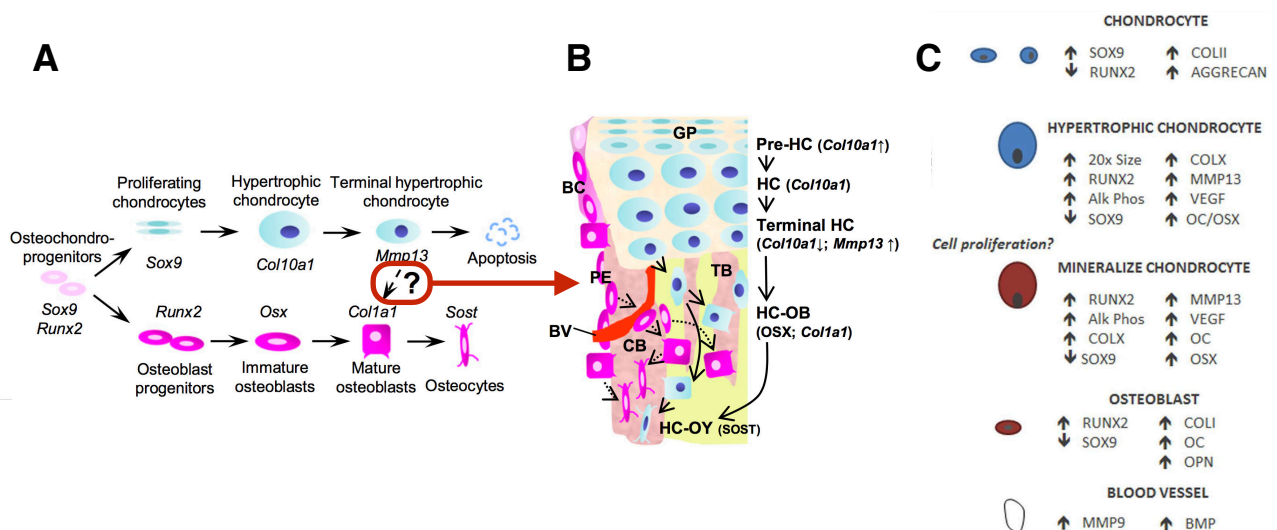 A
Proliferating
chondrocytes
Hypertrophic
chondrocyte
Terminal hypertrophic
chondrocyte
Osteochondro-
progenitors
Sox9
Col10a1
Mmp13
Apoptosis
?
Sox9
Runx2
Runx2
Osx
Col1a1
Sost
Osteoblast
progenitors
Immature
osteoblasts
Mature
osteoblasts
Osteocytes
B
GP
BC
PE
TB
BV
CB
Pre-HC (Col10a1↑)
HC (Col10a1)
Terminal HC
(Col10a1↓; Mmp13 ↑)
HC-OB
(OSX; Col1a1)
HC-OY (SOST)
C
CHONDROCYTE
↑ SOX9 ↑ COLII
↓ RUNX2 ↑ AGGRECAN
HYPERTROPHIC CHONDROCYTE
↑ 20x Size ↑ COLX
↑ RUNX2 ↑ MMP13
↑ Alk Phos ↑ VEGF
↓ SOX9 ↑ OC/OSX
Cell proliferation?
MINERALIZE CHONDROCYTE
↑ RUNX2 ↑ MMP13
↑ Alk Phos ↑ VEGF
↑ COLX ↑ OC
↓ SOX9 ↑ OSX
OSTEOBLAST
↑ RUNX2 ↑ COLI
↓ SOX9 ↑ OC
↑ OPN
BLOOD VESSEL
↑ MMP9 ↑ BMP